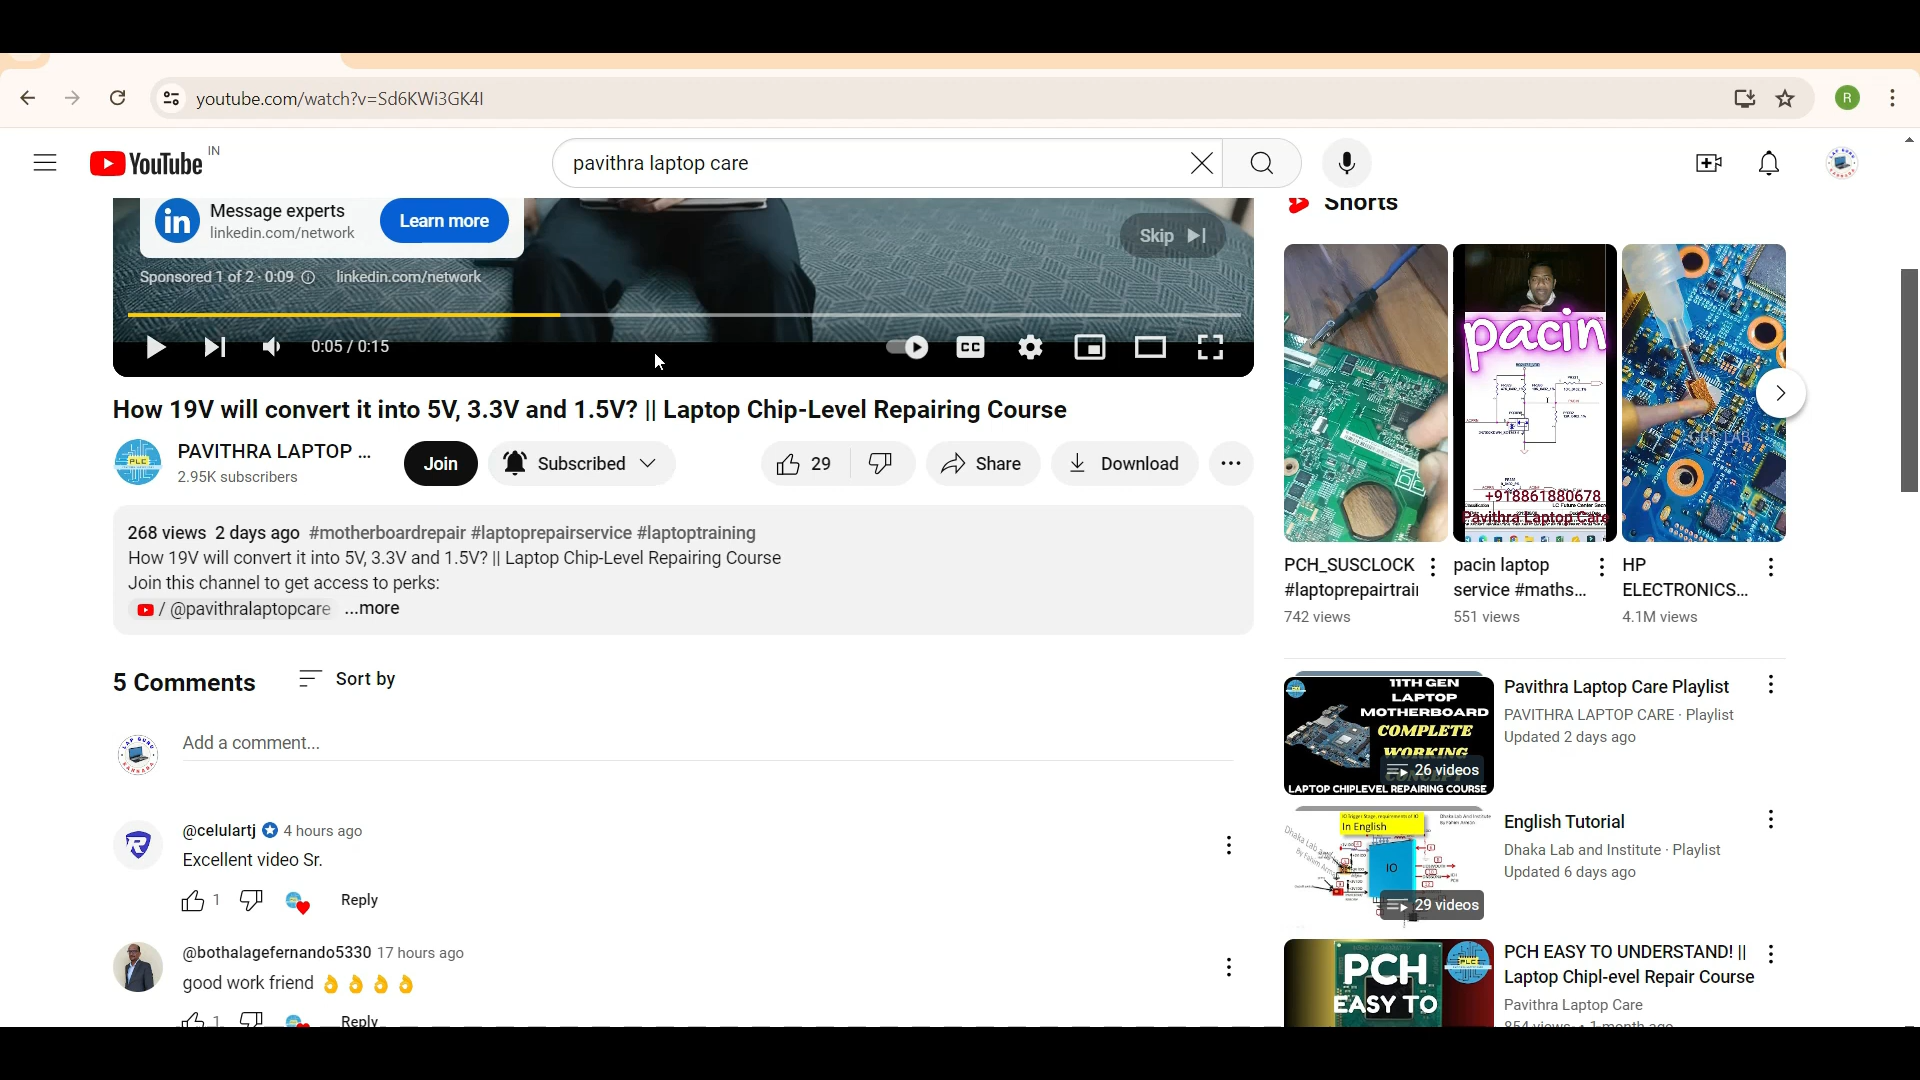 youtube.com/watch?v=Sd6KWi3GK4I
R
YouTube IN
pavithra laptop care
Message experts
linkedin.com/network
Learn more
Skip
Sponsored 1 of 2 · 0:09 linkedin.com/network
0:05 / 0:15
CC
How 19V will convert it into 5V, 3.3V and 1.5V? || Laptop Chip-Level Repairing Course
PAVITHRA LAPTOP ...
2.95K subscribers
Join
Subscribed
29
Share
Download
268 views 2 days ago #motherboardrepair #laptoprepairservice #laptoptraining
How 19V will convert it into 5V, 3.3V and 1.5V? || Laptop Chip-Level Repairing Course
Join this channel to get access to perks:
/ @pavithralaptopcare ...more
5 Comments
Sort by
Add a comment...
@celulartj 4 hours ago
Excellent video Sr.
1
Reply
@bothalagefernando5330 17 hours ago
good work friend 👌 👌 👌 👌
1
Reply
Shorts
pacin
+918861880678
Pavithra Laptop Care
PCH_SUSCLOCK
#laptoprepairtrai
742 views
pacin laptop
service #maths...
551 views
HP
ELECTRONICS...
4.1M views
11TH GEN
LAPTOP
MOTHERBOARD
COMPLETE
WORKING
26 videos
LAPTOP CHIPLEVEL REPAIRING COURSE
Pavithra Laptop Care Playlist
PAVITHRA LAPTOP CARE · Playlist
Updated 2 days ago
In English
IO
29 videos
English Tutorial
Dhaka Lab and Institute · Playlist
Updated 6 days ago
PCH
EASY TO
PLC
PCH EASY TO UNDERSTAND! ||
Laptop Chipl-evel Repair Course
Pavithra Laptop Care
854 views · 1 month ago